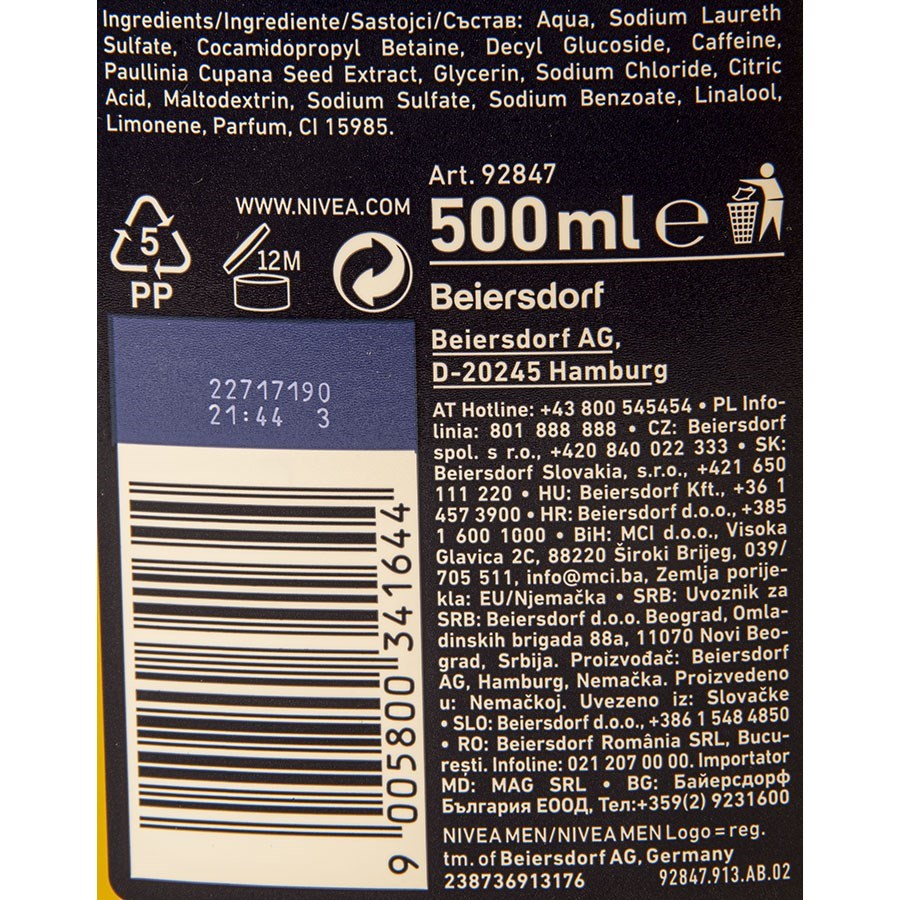 Ingredients/Ingrediente/Sastojci/Състав: Aqua, Sodium Laureth
Sulfate, Cocamidopropyl Betaine, Decyl Glucoside, Caffeine,
Paullinia Cupana Seed Extract, Glycerin, Sodium Chloride, Citric
Acid, Maltodextrin, Sodium Sulfate, Sodium Benzoate, Linalool,
Limonene, Parfum, CI 15985.
Art. 92847
WWW.NIVEA.COM
500ml e
5
PP
12M
Beiersdorf
Beiersdorf AG,
D-20245 Hamburg
22717190
21:44 3
AT Hotline: +43 800 545454 • PL Info-
linia: 801 888 888 • CZ: Beiersdorf
spol. s r.o., +420 840 022 333 • SK:
Beiersdorf Slovakia, s.r.o., +421 650
111 220 • HU: Beiersdorf Kft., +36 1
457 3900 • HR: Beiersdorf d.o.o., +385
1 600 1000 • BiH: MCI d.o.o., Visoka
Glavica 2C, 88220 Široki Brijeg, 039/
705 511, info@mci.ba, Zemlja porije-
kla: EU/Njemačka • SRB: Uvoznik za
SRB: Beiersdorf d.o.o. Beograd, Omla-
dinskih brigada 88a, 11070 Novi Beo-
grad, Srbija. Proizvođač: Beiersdorf
AG, Hamburg, Nemačka. Proizvedeno
u: Nemačkoj. Uvezeno iz: Slovačke
• SLO: Beiersdorf d.o.o., +386 1 548 4850
• RO: Beiersdorf România SRL, Bucu-
rești. Infoline: 021 207 00 00. Importator
MD: MAG SRL • BG: Байерсдорф
България ЕООД, Тел:+359(2) 9231600
NIVEA MEN/NIVEA MEN Logo = reg.
tm. of Beiersdorf AG, Germany
238736913176 92847.913.AB.02
9 005800 341644